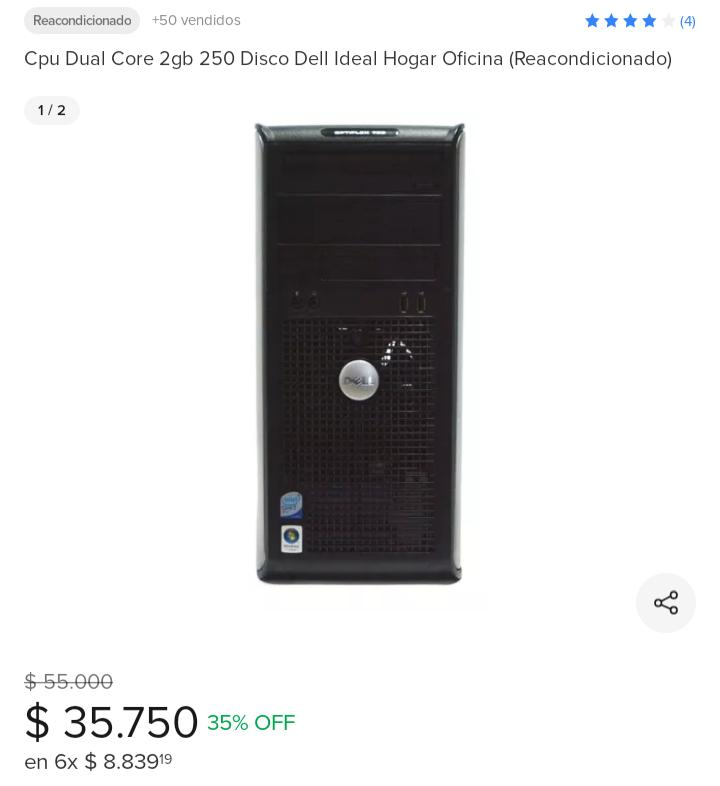 Reacondicionado +50 vendidos (4)
Cpu Dual Core 2gb 250 Disco Dell Ideal Hogar Oficina (Reacondicionado)
1 / 2
DELL
$ 55.000
$ 35.750 35% OFF
en 6x $ 8.839¹⁹